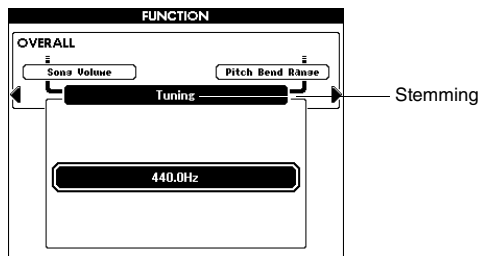 FUNCTION
OVERALL
Song Volume
Pitch Bend Range
Tuning
Stemming
440.0Hz